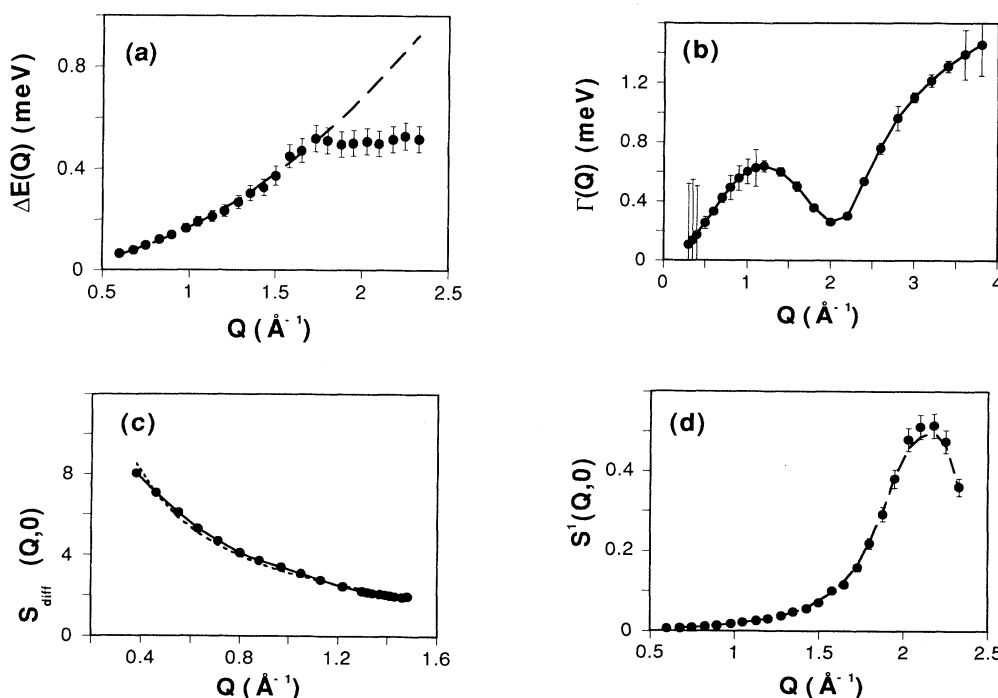 (a)
ΔE(Q) (meV)
0.8
0.4
0
0.5
1
1.5
2
2.5
Q (Å⁻¹)
(b)
Γ(Q) (meV)
1.2
0.8
0.4
0
0
1
2
3
4
Q (Å⁻¹)
(c)
S_diff (Q,0)
8
4
0
0.4
0.8
1.2
1.6
Q (Å⁻¹)
(d)
S¹(Q,0)
0.4
0.2
0
0.5
1
1.5
2
2.5
Q (Å⁻¹)